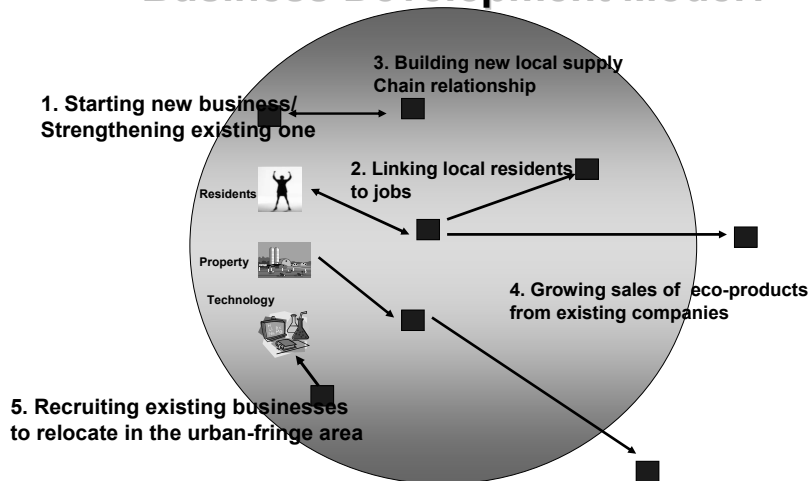 Business Development Model:
3. Building new local supply
Chain relationship
1. Starting new business/
Strengthening existing one
2. Linking local residents
to jobs
Residents
Property
Technology
4. Growing sales of eco-products
from existing companies
5. Recruiting existing businesses
to relocate in the urban-fringe area